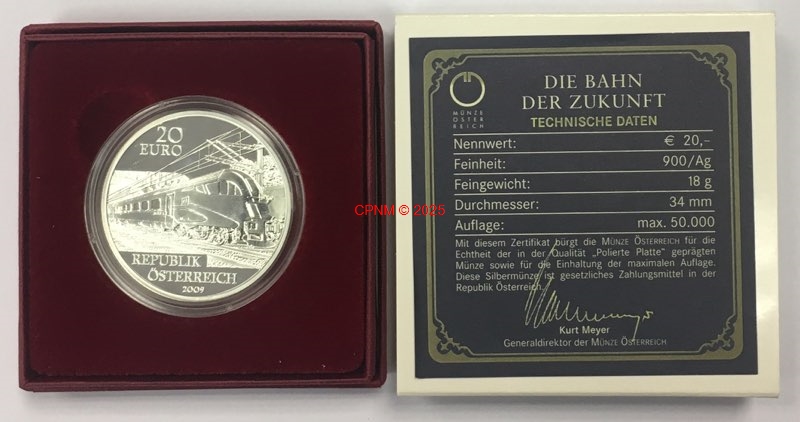 20
EURO
REPUBLIK
ÖSTERREICH
2009
CPNM © 2025
MÜNZE
ÖSTER
REICH
DIE BAHN
DER ZUKUNFT
TECHNISCHE DATEN
Nennwert: € 20,-
Feinheit: 900/Ag
Feingewicht: 18 g
Durchmesser: 34 mm
Auflage: max. 50.000
Mit diesem Zertifikat bürgt die MÜNZE ÖSTERREICH für die
Echtheit der in der Qualität „Polierte Platte" geprägten
Münze sowie für die Einhaltung der maximalen Auflage.
Diese Silbermünze ist gesetzliches Zahlungsmittel in der
Republik Österreich.
Kurt Meyer
Generaldirektor der MÜNZE ÖSTERREICH